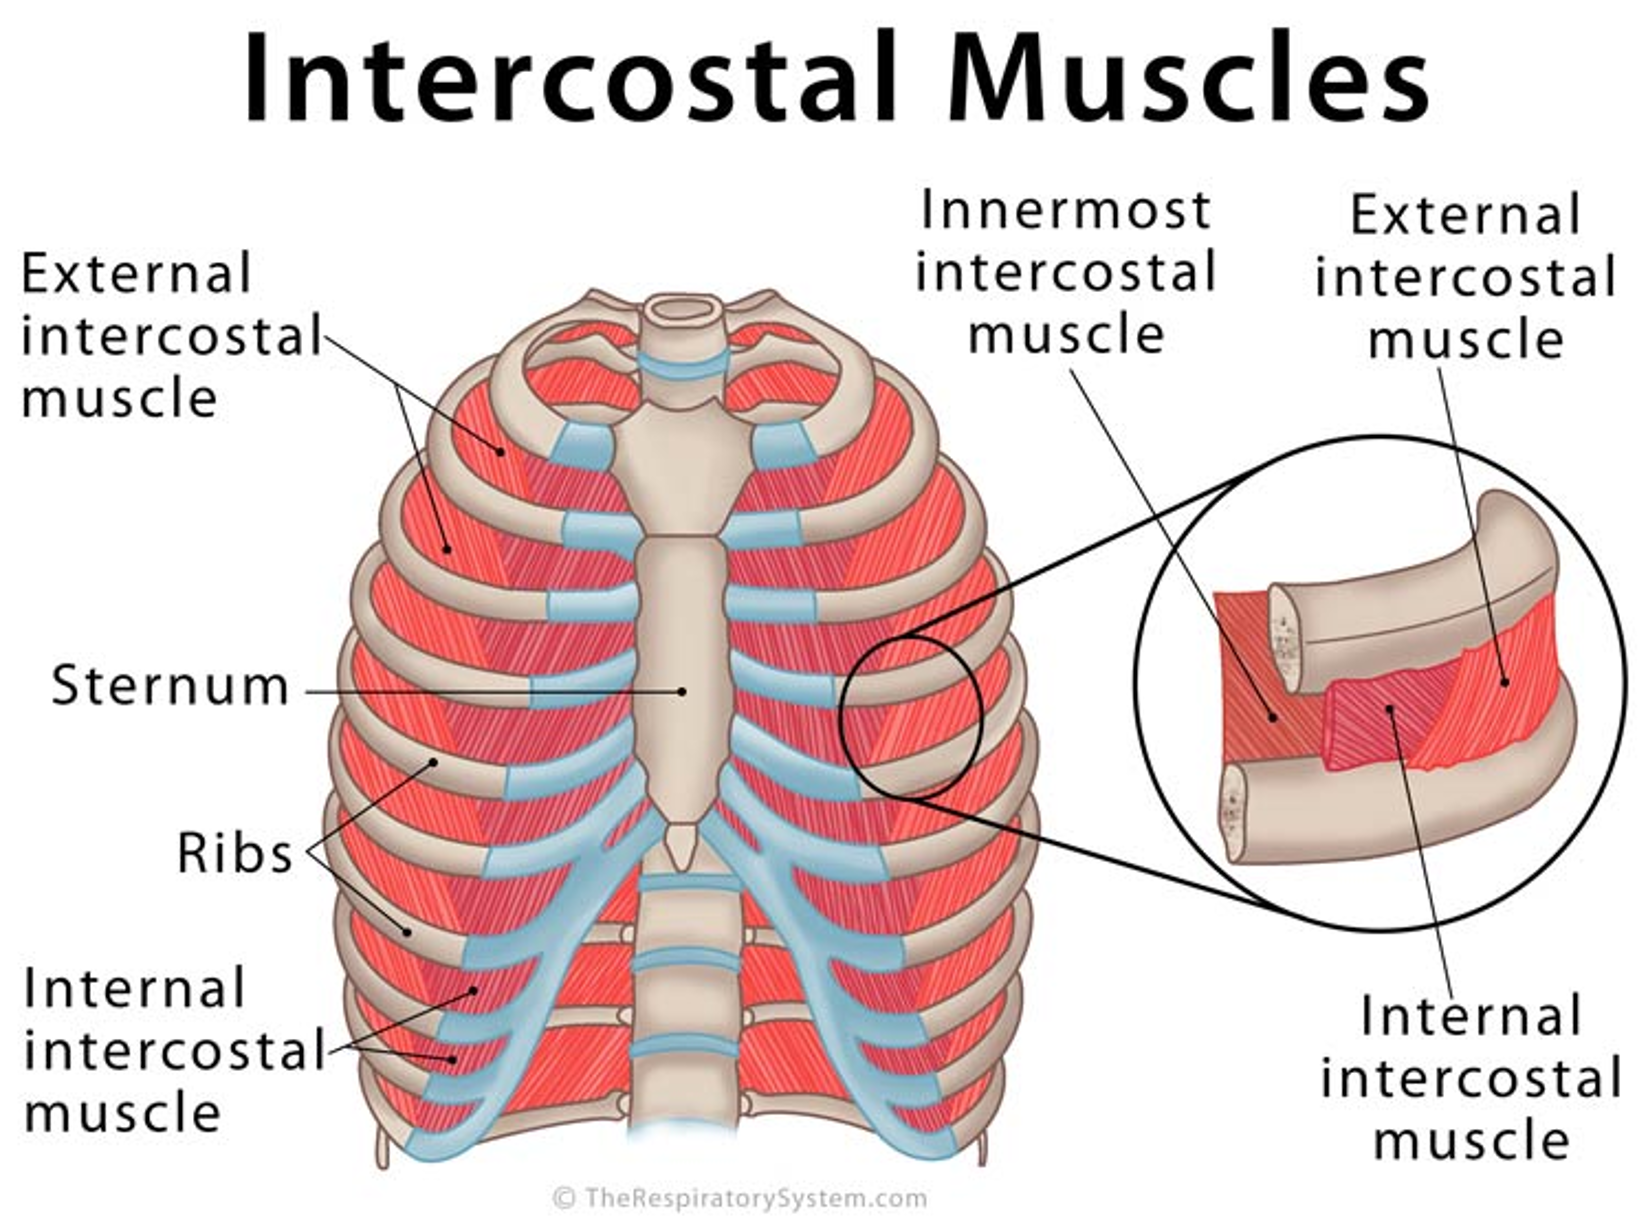 Intercostal Muscles
External
intercostal
muscle
Sternum
Ribs
Internal
intercostal
muscle
Innermost
intercostal
muscle
External
intercostal
muscle
Internal
intercostal
muscle
© TheRespiratorySystem.com